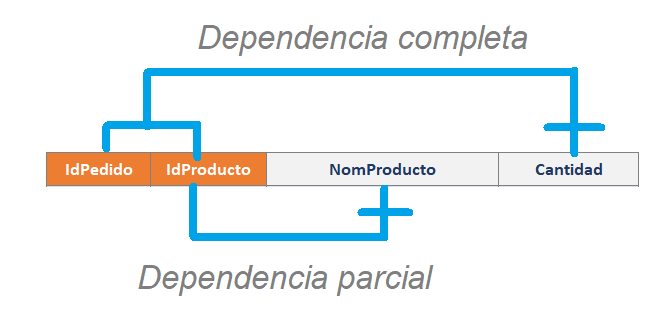 Dependencia completa
IdPedido IdProducto NomProducto Cantidad
Dependencia parcial